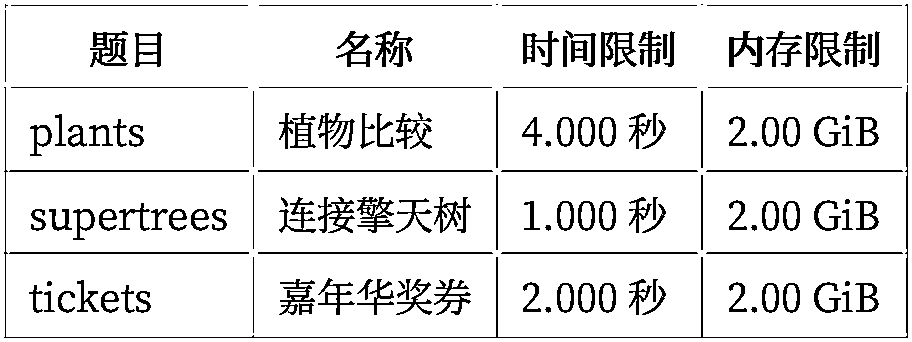 题目 名称 时间限制 内存限制
plants 植物比较 4.000 秒 2.00 GiB
supertrees 连接擎天树 1.000 秒 2.00 GiB
tickets 嘉年华奖券 2.000 秒 2.00 GiB